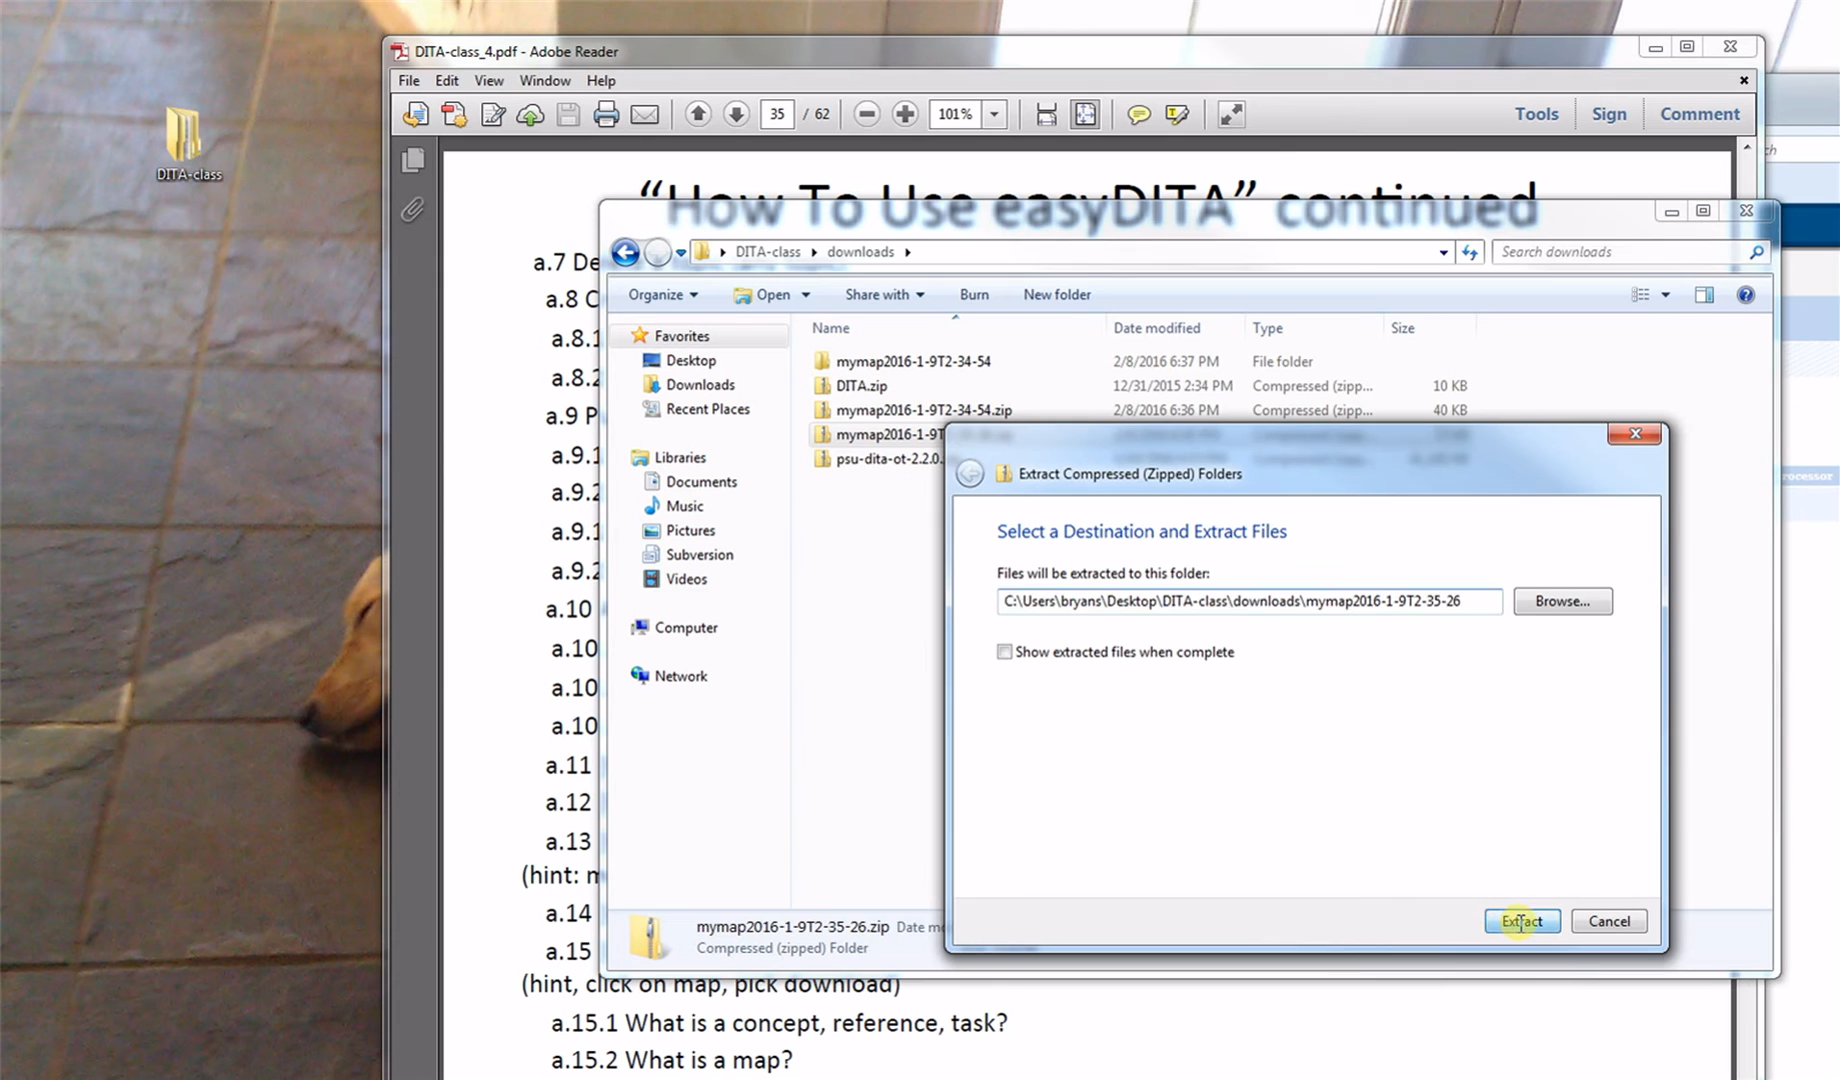 DITA-class_4.pdf - Adobe Reader
File Edit View Window Help
35 / 62 101% Tools Sign Comment
DITA-class
“How To Use easyDITA” continued
DITA-class downloads Search downloads
a.7
Organize Open Share with Burn New folder
a.8 C
Name Date modified Type Size
Favorites
a.8.1
Desktop
mymap2016-1-9T2-34-54 2/8/2016 6:37 PM File folder
a.8.2
Downloads
DITA.zip 12/31/2015 2:34 PM Compressed (zipp... 10 KB
Recent Places
mymap2016-1-9T2-34-54.zip 2/8/2016 6:36 PM Compressed (zipp... 40 KB
a.9 P
mymap2016-1-9T
a.9.1
Libraries
psu-dita-ot-2.2.0.
Extract Compressed (Zipped) Folders
Documents
rocessor
a.9.2
Music
a.9.1
Pictures
Select a Destination and Extract Files
Subversion
a.9.2
Videos
Files will be extracted to this folder:
C:\Users\bryans\Desktop\DITA-class\downloads\mymap2016-1-9T2-35-26 Browse...
a.10
Computer
a.10
Show extracted files when complete
Network
a.10
a.10
a.11
a.12
a.13
(hint: m
a.14
mymap2016-1-9T2-35-26.zip Date mo
Extract Cancel
a.15
Compressed (zipped) Folder
(hint, click on map, pick download)
a.15.1 What is a concept, reference, task?
a.15.2 What is a map?